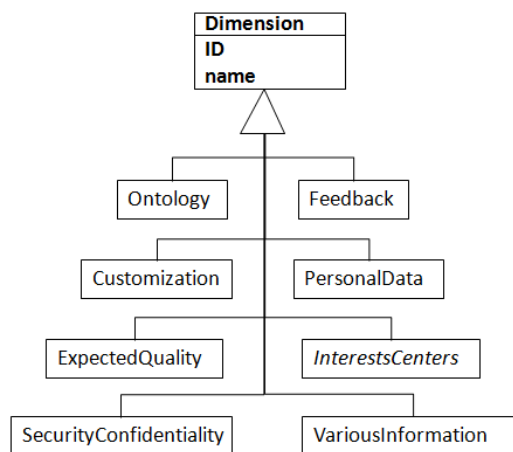 Dimension
ID
name
Ontology
Feedback
Customization
PersonalData
ExpectedQuality
InterestsCenters
SecurityConfidentiality
VariousInformation